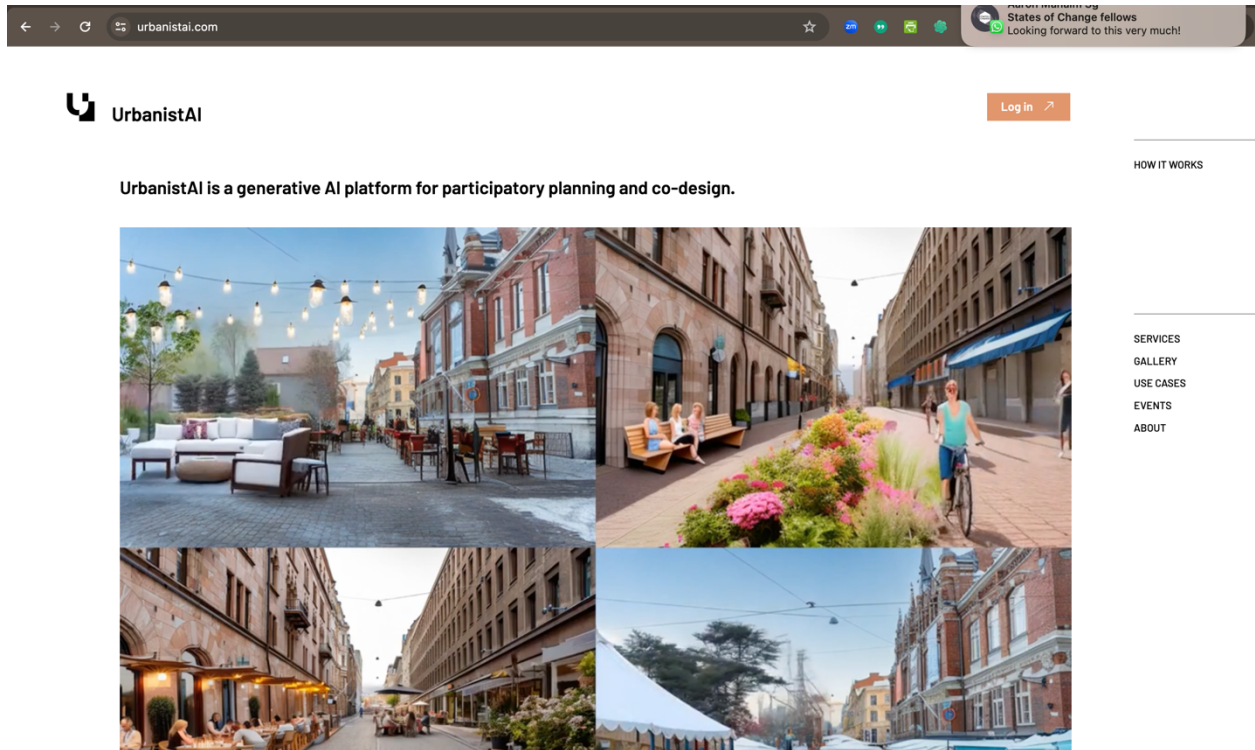 urbanistai.com
zm
States of Change fellows
Looking forward to this very much!
UrbanistAI
Log in
HOW IT WORKS
UrbanistAI is a generative AI platform for participatory planning and co-design.
SERVICES
GALLERY
USE CASES
EVENTS
ABOUT